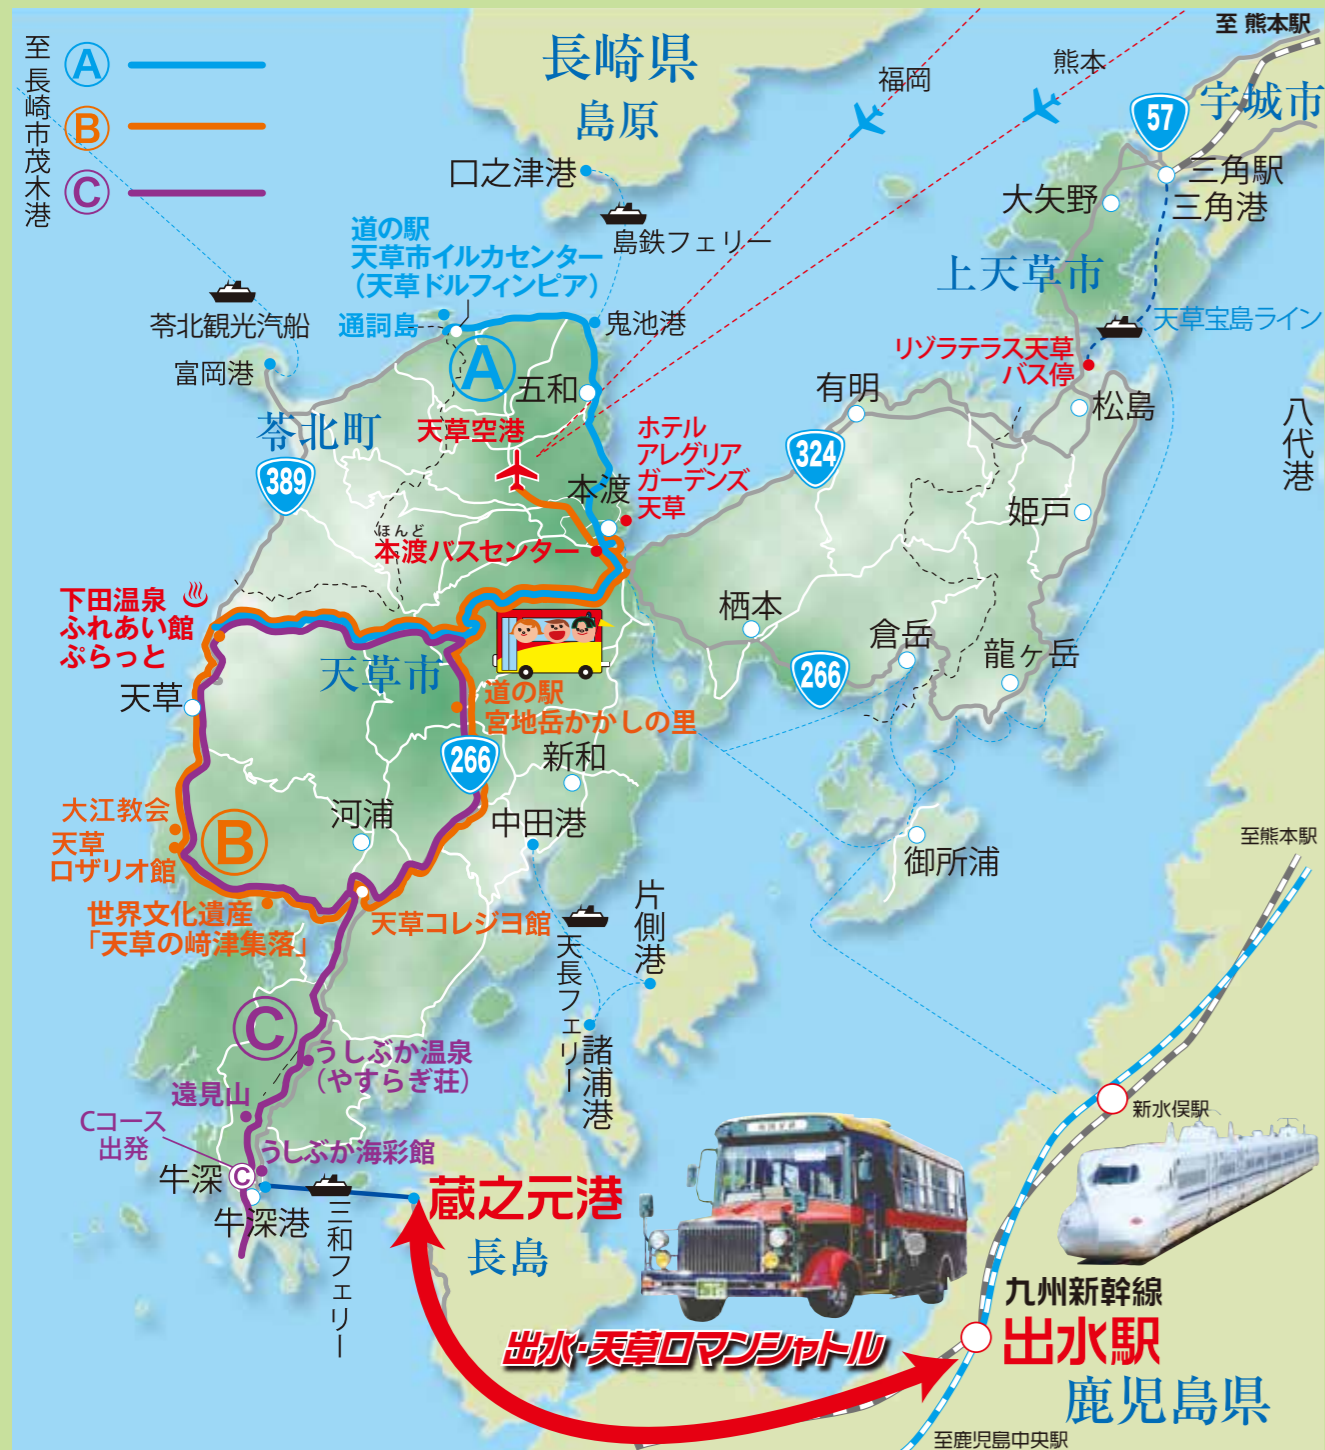 至長崎市茂木港
A
B
C
長崎県
島原
福岡
熊本
至 熊本駅
57
宇城市
三角駅
三角港
大矢野
上天草市
天草宝島ライン
口之津港
島鉄フェリー
道の駅
天草市イルカセンター
（天草ドルフィンピア）
通詞島
鬼池港
苓北観光汽船
富岡港
A
五和
苓北町
389
天草空港
ホテル
アレグリア
ガーデンズ
天草
本渡
ほんど
本渡バスセンター
リゾラテラス天草
バス停
松島
有明
324
八代港
姫戸
栖本
倉岳
龍ヶ岳
266
下田温泉
ふれあい館
ぷらっと
天草市
天草
道の駅
宮地岳かかしの里
266
新和
中田港
河浦
大江教会
天草
ロザリオ館
B
世界文化遺産
「天草の﨑津集落」
天草コレジヨ館
御所浦
至熊本駅
片側港
天長フェリー
諸浦港
C
うしぶか温泉
（やすらぎ荘）
遠見山
Cコース
出発
うしぶか海彩館
C
牛深
牛深港
三和フェリー
蔵之元港
長島
新水俣駅
九州新幹線
出水駅
出水・天草ロマンシャトル
鹿児島県
至鹿児島中央駅